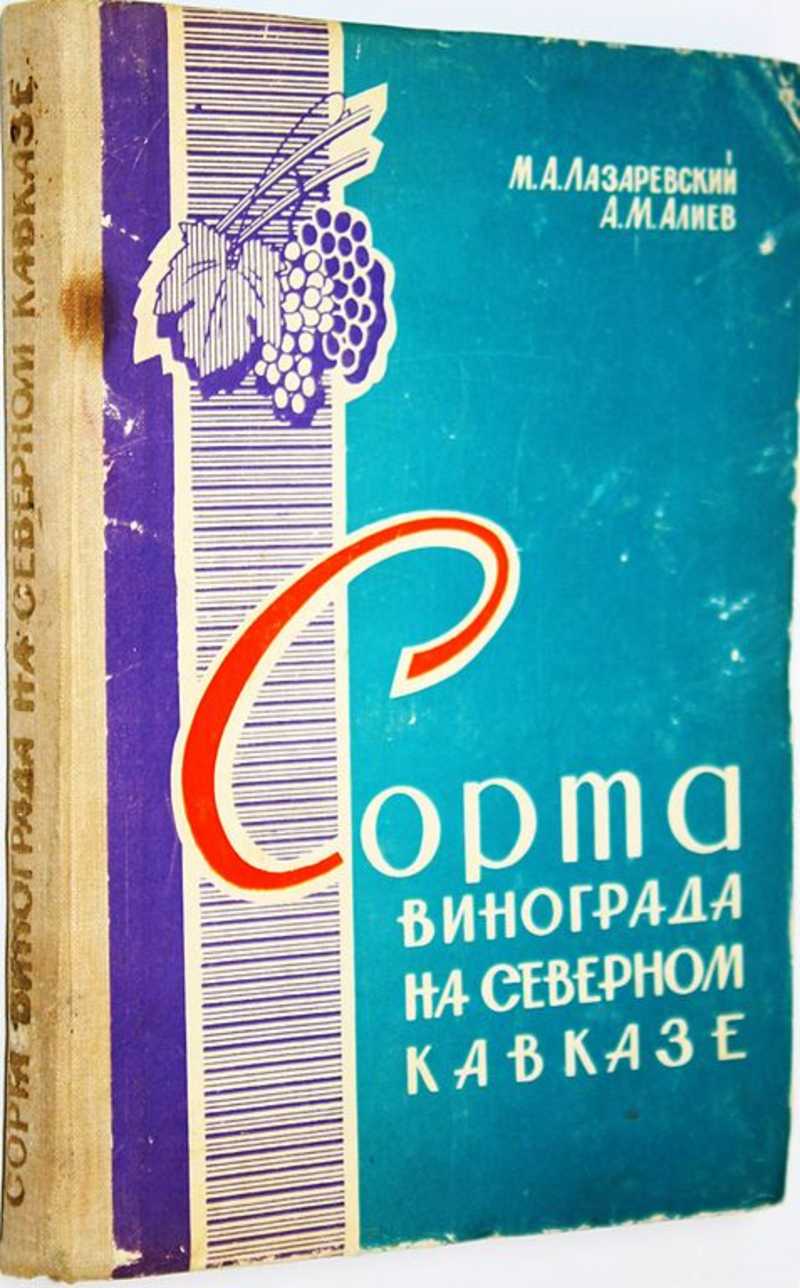 М.А.Лазаревский
А.М.Алиев
Сорта
ВИНОГРАДА
НА СЕВЕРНОМ
КАВКАЗЕ
СОРТА ВИНОГРАДА НА СЕВЕРНОМ КАВКАЗЕ